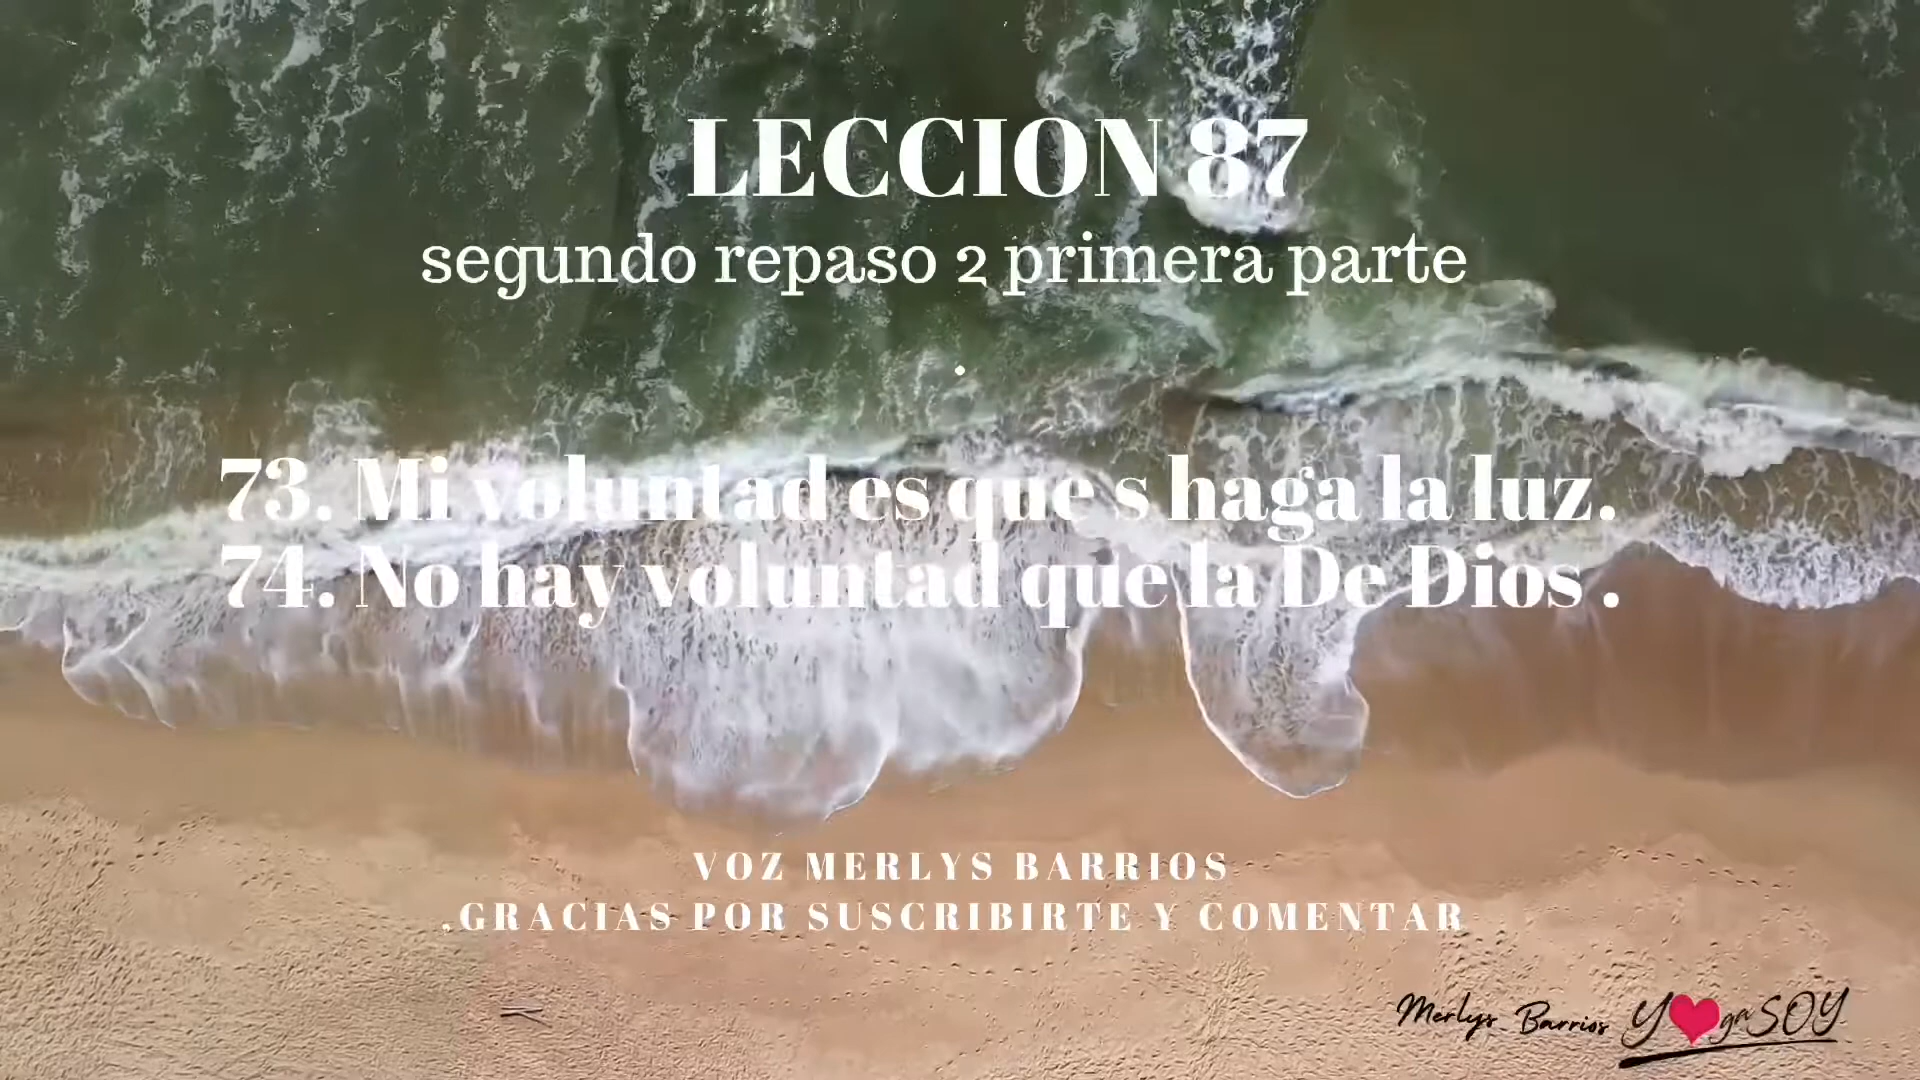 LECCION 87
segundo repaso 2 primera parte
.
73. Mi voluntad es que s haga la luz.
74. No hay voluntad que la De Dios .
VOZ MERLYS BARRIOS
,GRACIAS POR SUSCRIBIRTE Y COMENTAR
Merlys Barrios Y❤gaSOY